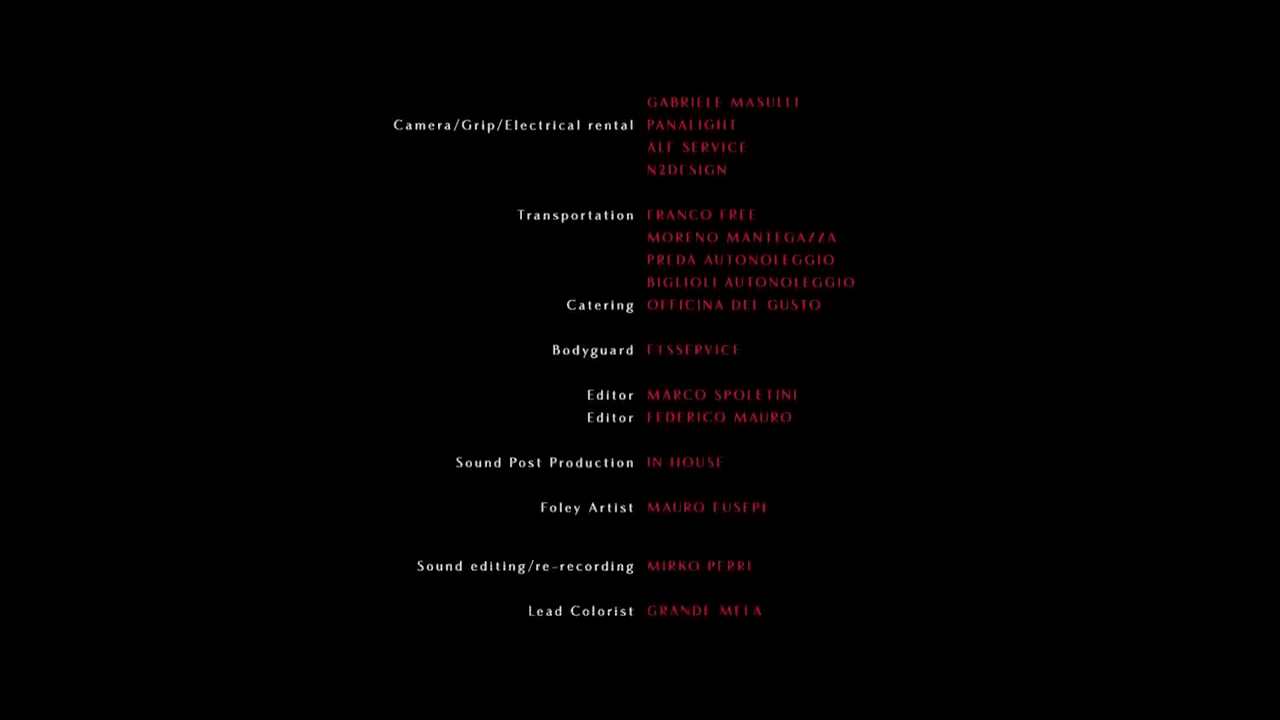 GABRIELE MASULLI
Camera/Grip/Electrical rental PANALIGHT
ALF SERVICE
N2DESIGN
Transportation FRANCO FREE
MORENO MANTEGAZZA
PREDA AUTONOLEGGIO
BIGLIOLI AUTONOLEGGIO
Catering OFFICINA DEL GUSTO
Bodyguard ETSSERVICE
Editor MARCO SPOLETINI
Editor FEDERICO MAURO
Sound Post Production IN HOUSE
Foley Artist MAURO EUSEPI
Sound editing/re-recording MIRKO PERRI
Lead Colorist GRANDE MELA